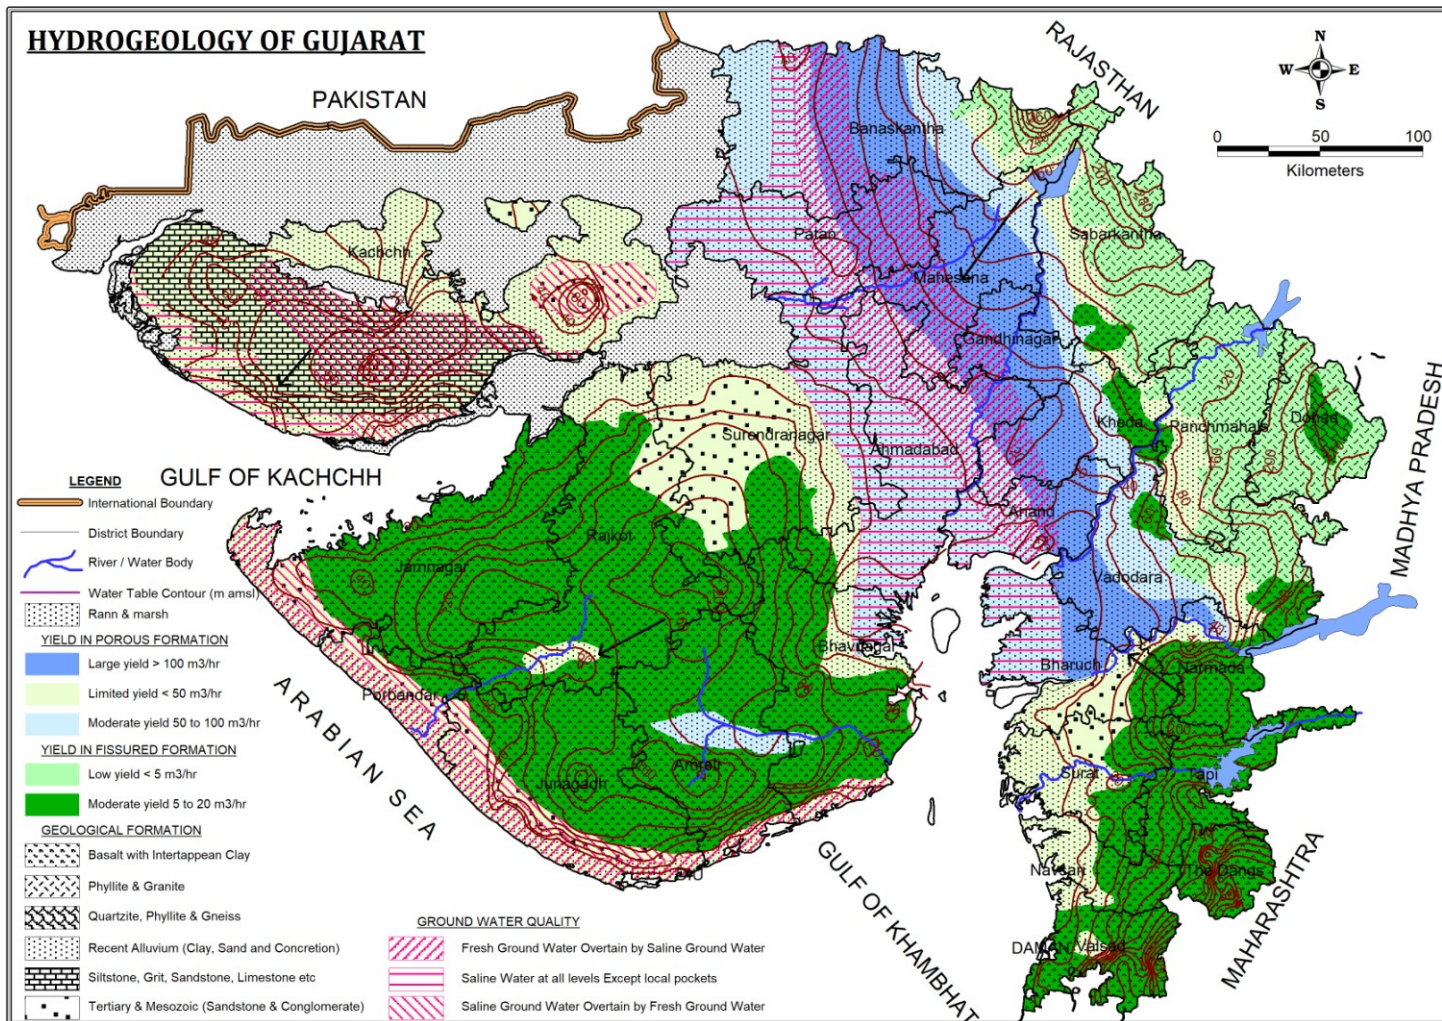 HYDROGEOLOGY OF GUJARAT
PAKISTAN
RAJASTHAN
N
W E
S
0 50 100
Kilometers
Banaskantha
Kachchh
Patan
Sabarkantha
Mahesana
Gandhinagar
MADHYA PRADESH
Kheda
Panchmahals
Dohad
Surendranagar
Ahmadabad
GULF OF KACHCHH
Anand
Rajkot
Jamnagar
Vadodara
Bhavnagar
Bharuch
Narmada
Porbandar
ARABIAN SEA
Amreli
Junagadh
Surat
Tapi
GULF OF KHAMBHAT
Navsari
The Dangs
MAHARASHTRA
DAMAN
Valsad
LEGEND
International Boundary
District Boundary
River / Water Body
Water Table Contour (m amsl)
Rann & marsh
YIELD IN POROUS FORMATION
Large yield > 100 m3/hr
Limited yield < 50 m3/hr
Moderate yield 50 to 100 m3/hr
YIELD IN FISSURED FORMATION
Low yield < 5 m3/hr
Moderate yield 5 to 20 m3/hr
GEOLOGICAL FORMATION
Basalt with Intertappean Clay
Phyllite & Granite
Quartzite, Phyllite & Gneiss
Recent Alluvium (Clay, Sand and Concretion)
Siltstone, Grit, Sandstone, Limestone etc
Tertiary & Mesozoic (Sandstone & Conglomerate)
GROUND WATER QUALITY
Fresh Ground Water Overtain by Saline Ground Water
Saline Water at all levels Except local pockets
Saline Ground Water Overtain by Fresh Ground Water